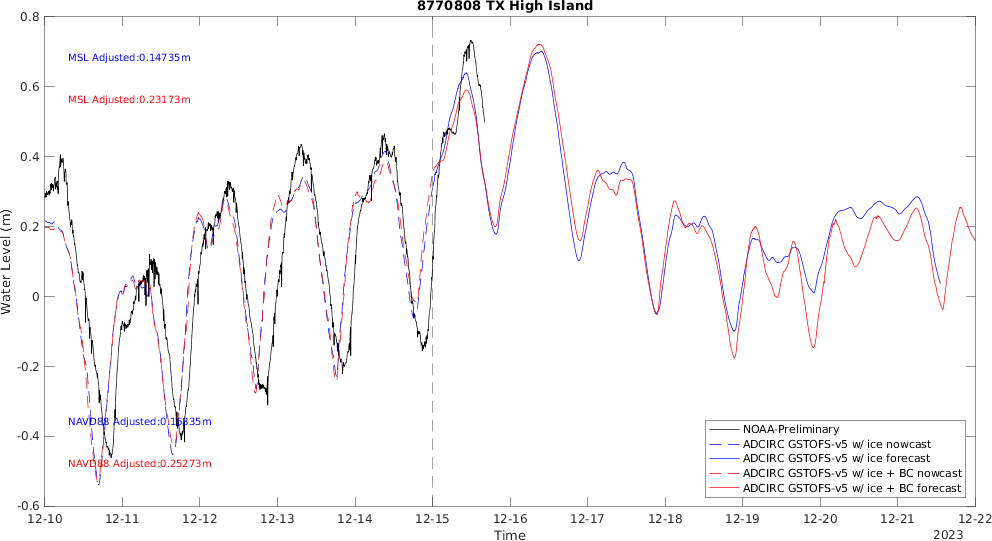 8770808 TX High Island
0.8
MSL Adjusted:0.14735m
0.6
MSL Adjusted:0.23173m
0.4
0.2
Water Level (m)
0
-0.2
NAVD88 Adjusted:0.16835m
-0.4
NAVD88 Adjusted:0.25273m
-0.6
NOAA-Preliminary
ADCIRC GSTOFS-v5 w/ ice nowcast
ADCIRC GSTOFS-v5 w/ ice forecast
ADCIRC GSTOFS-v5 w/ ice + BC nowcast
ADCIRC GSTOFS-v5 w/ ice + BC forecast
12-10 12-11 12-12 12-13 12-14 12-15 12-16 12-17 12-18 12-19 12-20 12-21 12-22
Time
2023